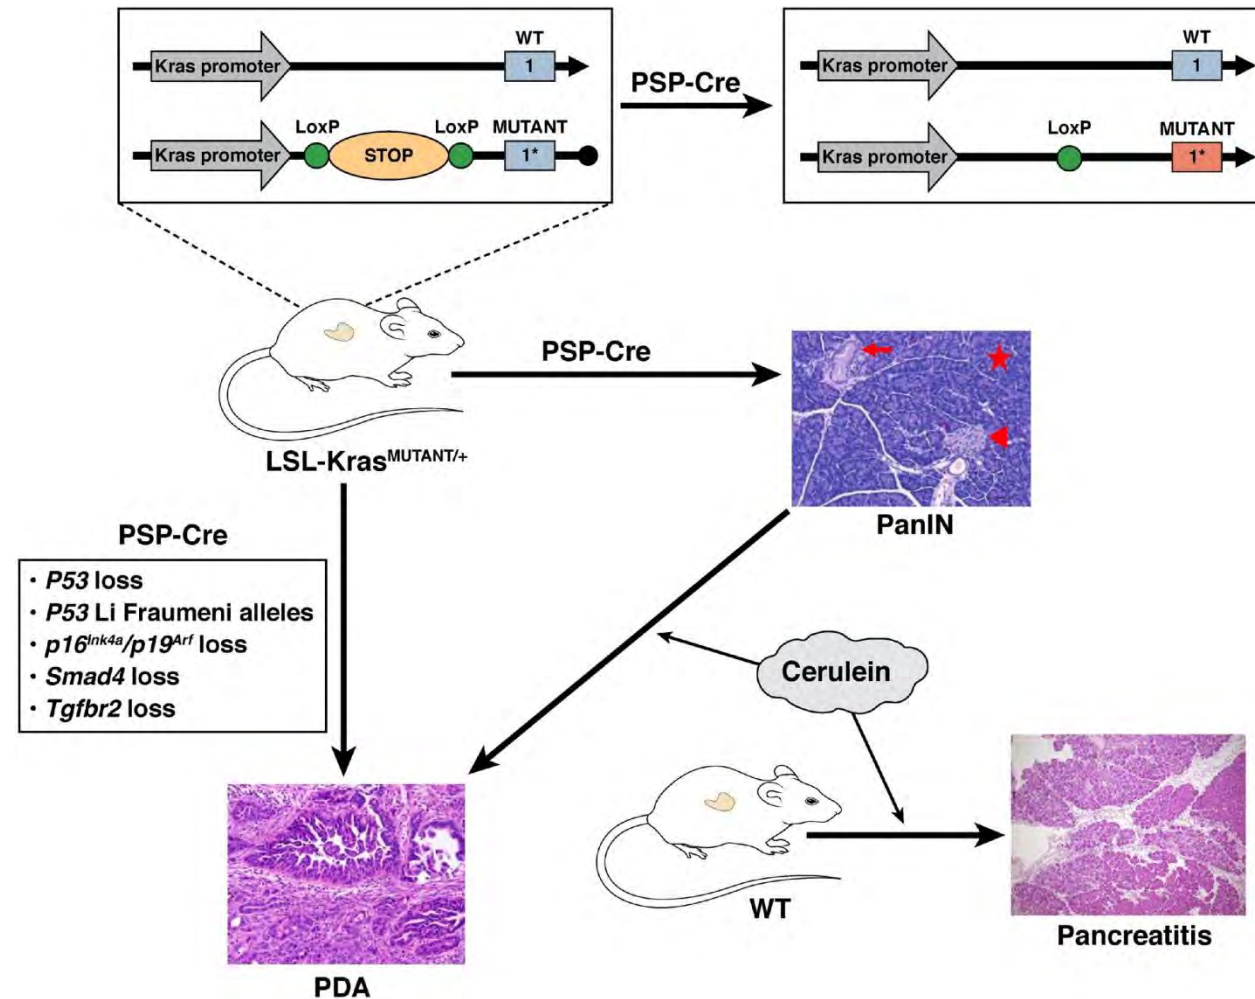 WT
Kras promoter 1
LoxP LoxP MUTANT
Kras promoter STOP 1*
PSP-Cre
WT
Kras promoter 1
LoxP MUTANT
Kras promoter 1*
PSP-Cre
LSL-Kras^MUTANT/+
PanIN
PSP-Cre
· P53 loss
· P53 Li Fraumeni alleles
· p16^Ink4a/p19^Arf loss
· Smad4 loss
· Tgfbr2 loss
Cerulein
WT
Pancreatitis
PDA